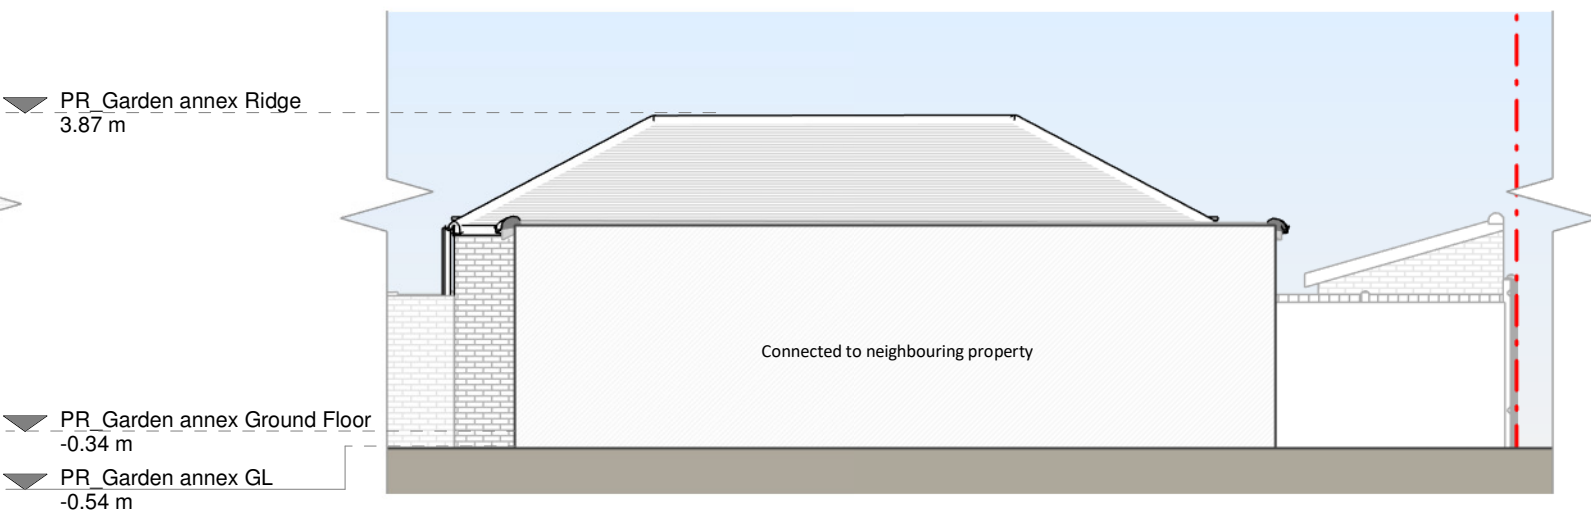 PR_Garden annex Ridge
3.87 m
Connected to neighbouring property
PR_Garden annex Ground Floor
-0.34 m
PR_Garden annex GL
-0.54 m